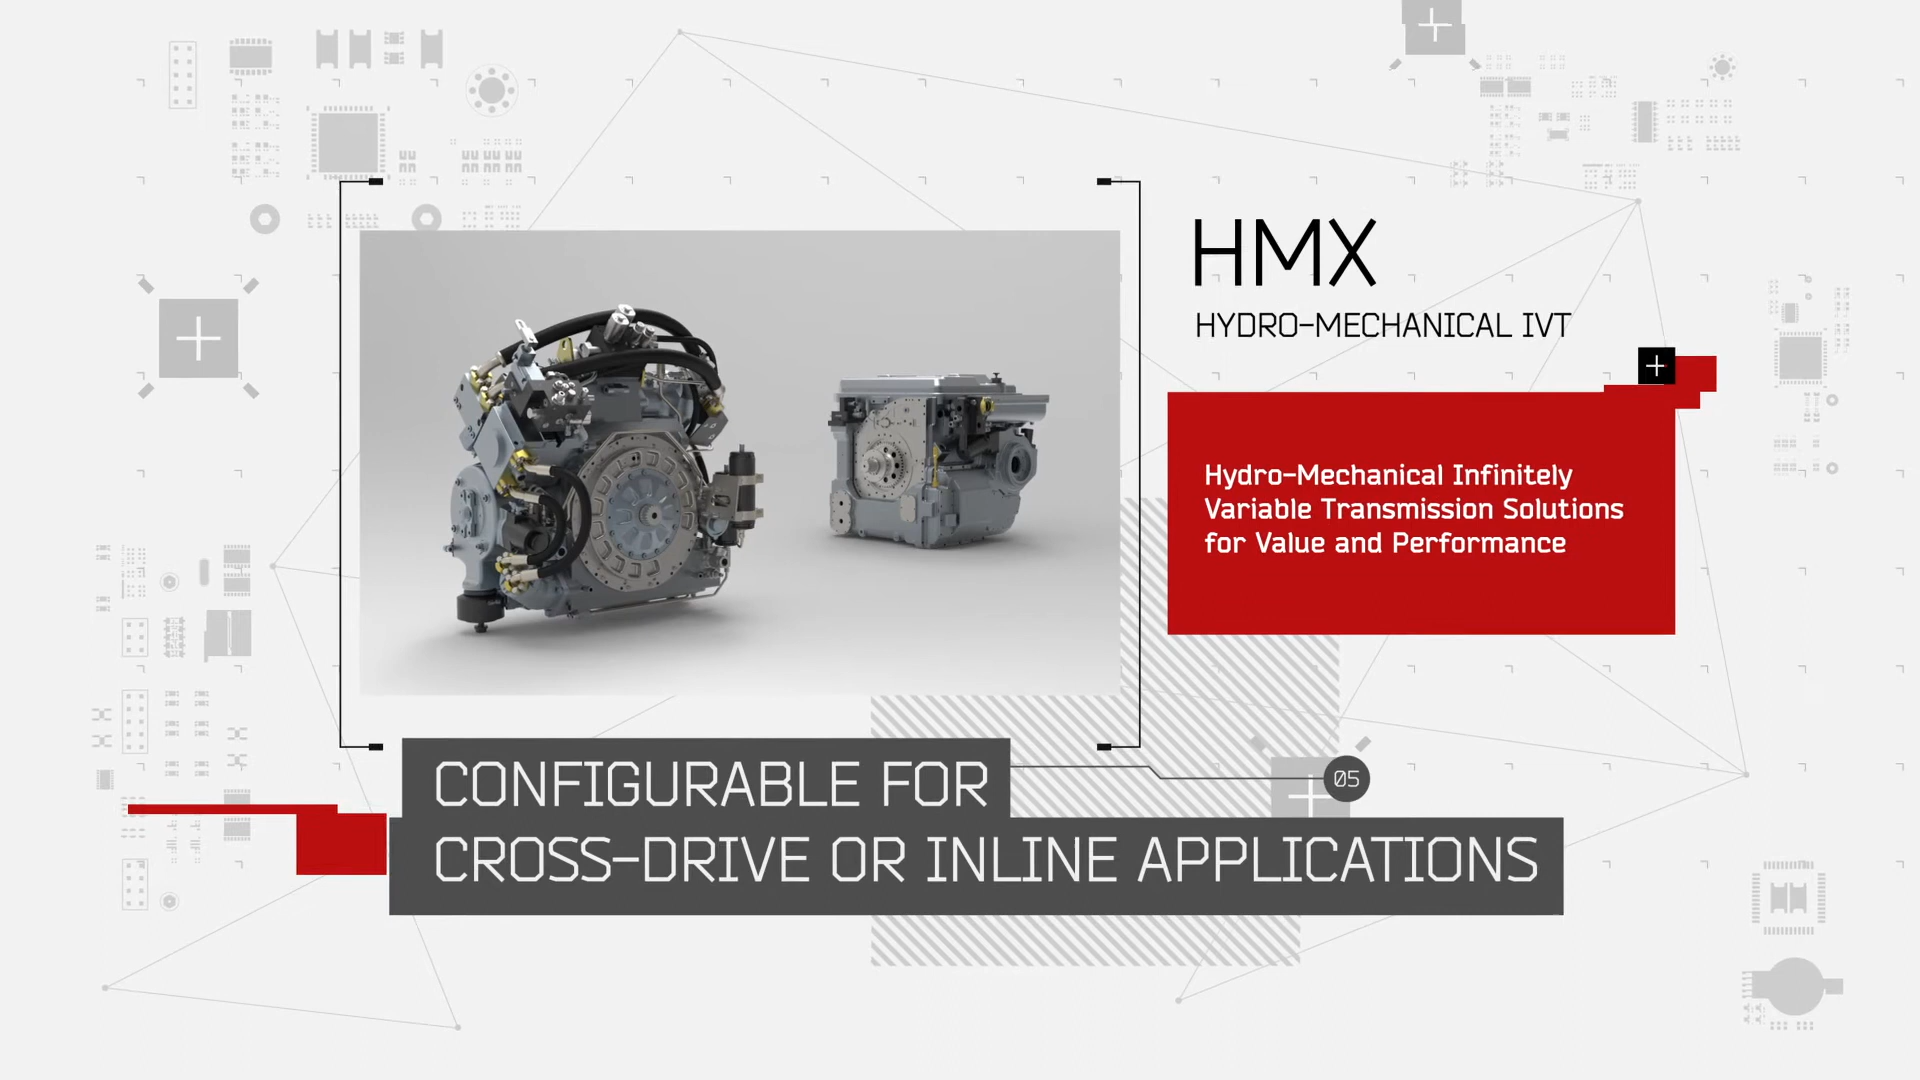 HMX
HYDRO-MECHANICAL IVT
Hydro-Mechanical Infinitely
Variable Transmission Solutions
for Value and Performance
CONFIGURABLE FOR
05
CROSS-DRIVE OR INLINE APPLICATIONS